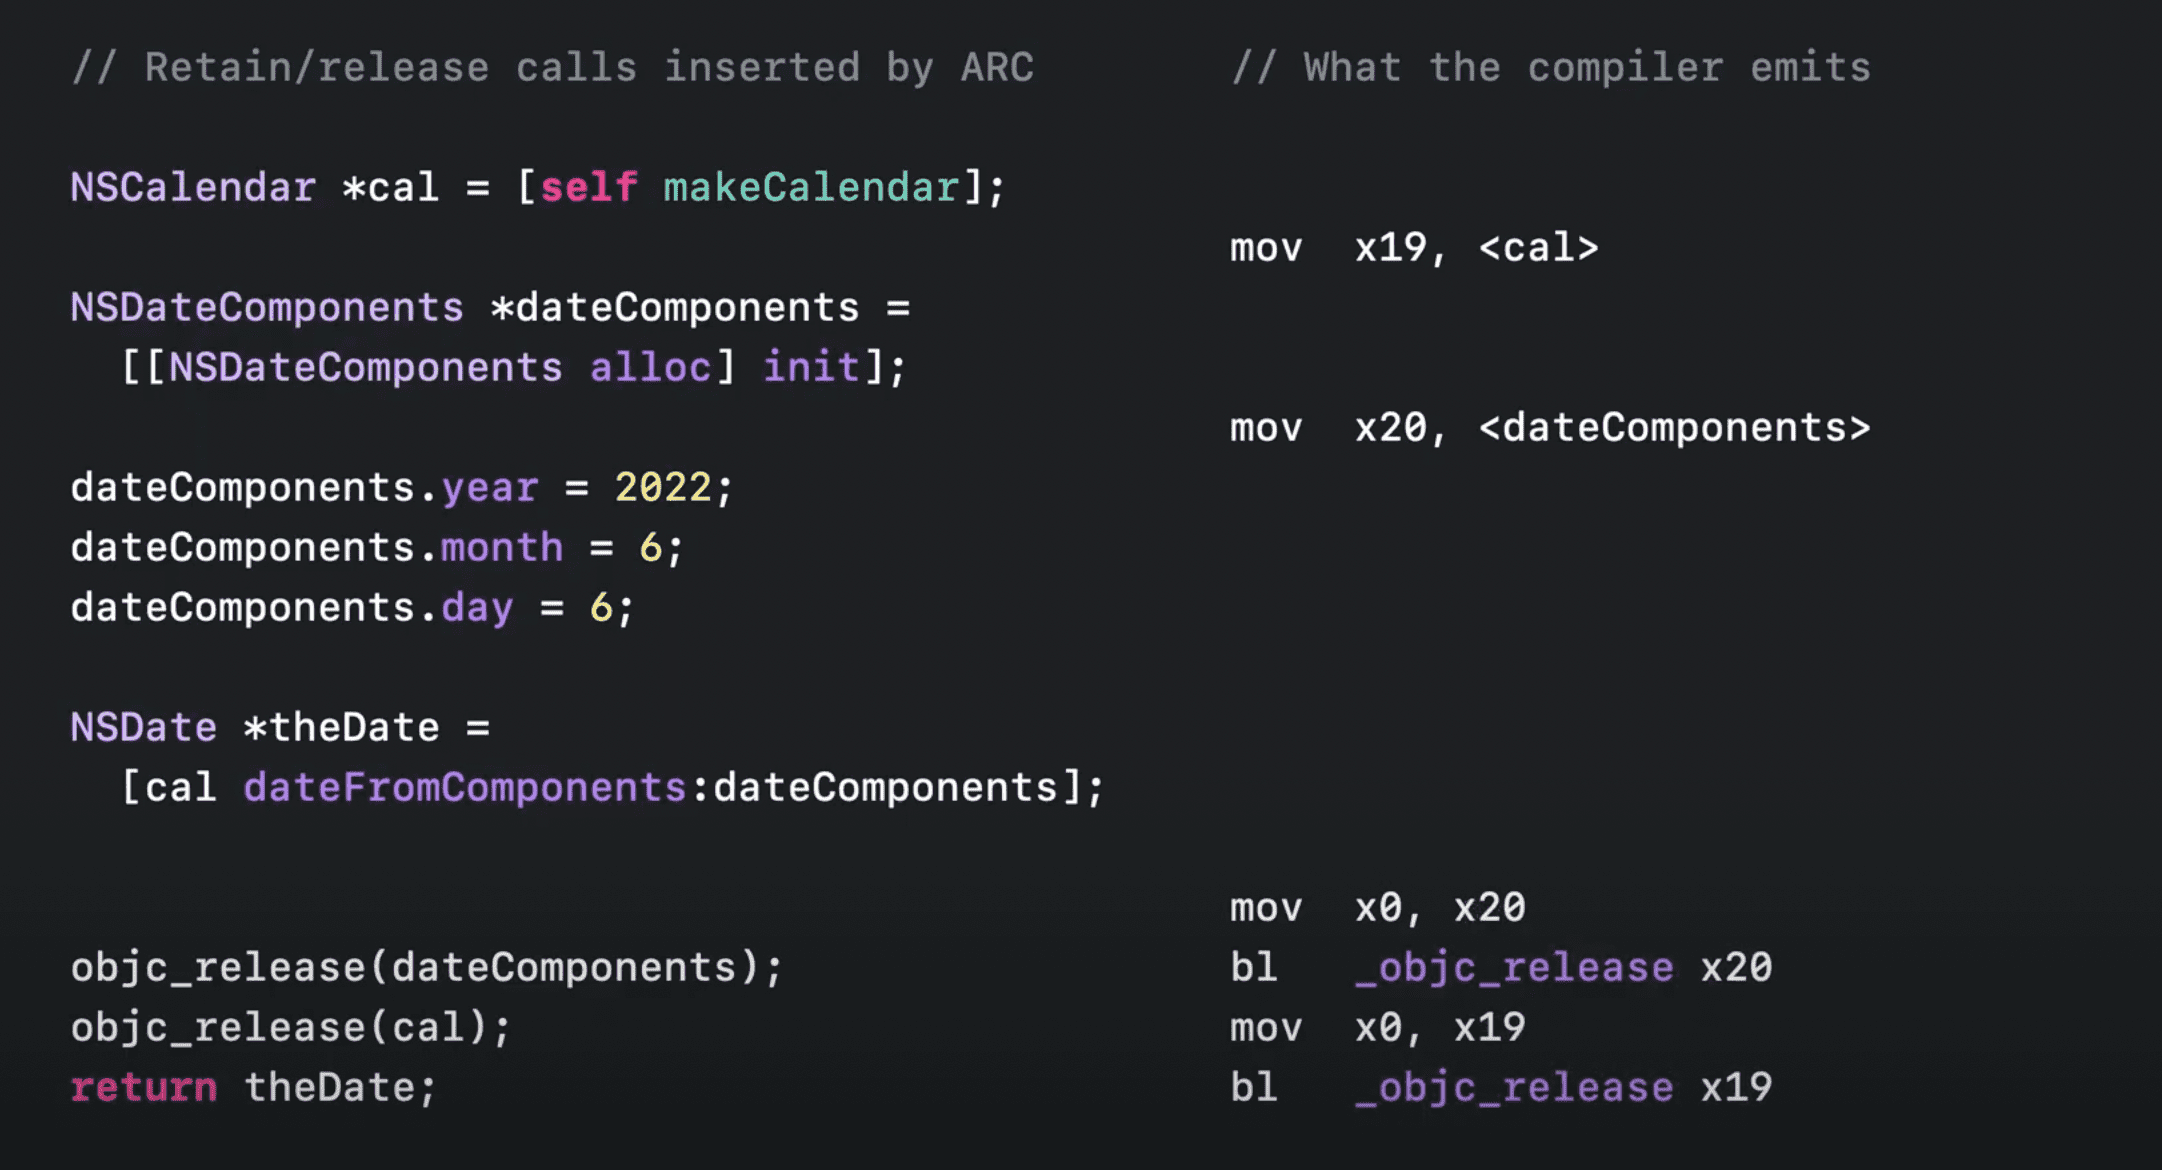 // Retain/release calls inserted by ARC
NSCalendar *cal = [self makeCalendar];
NSDateComponents *dateComponents =
[[NSDateComponents alloc] init];
dateComponents.year = 2022;
dateComponents.month = 6;
dateComponents.day = 6;
NSDate *theDate =
[cal dateFromComponents:dateComponents];
objc_release(dateComponents);
objc_release(cal);
return theDate;
// What the compiler emits
mov x19, <cal>
mov x20, <dateComponents>
mov x0, x20
bl _objc_release x20
mov x0, x19
bl _objc_release x19